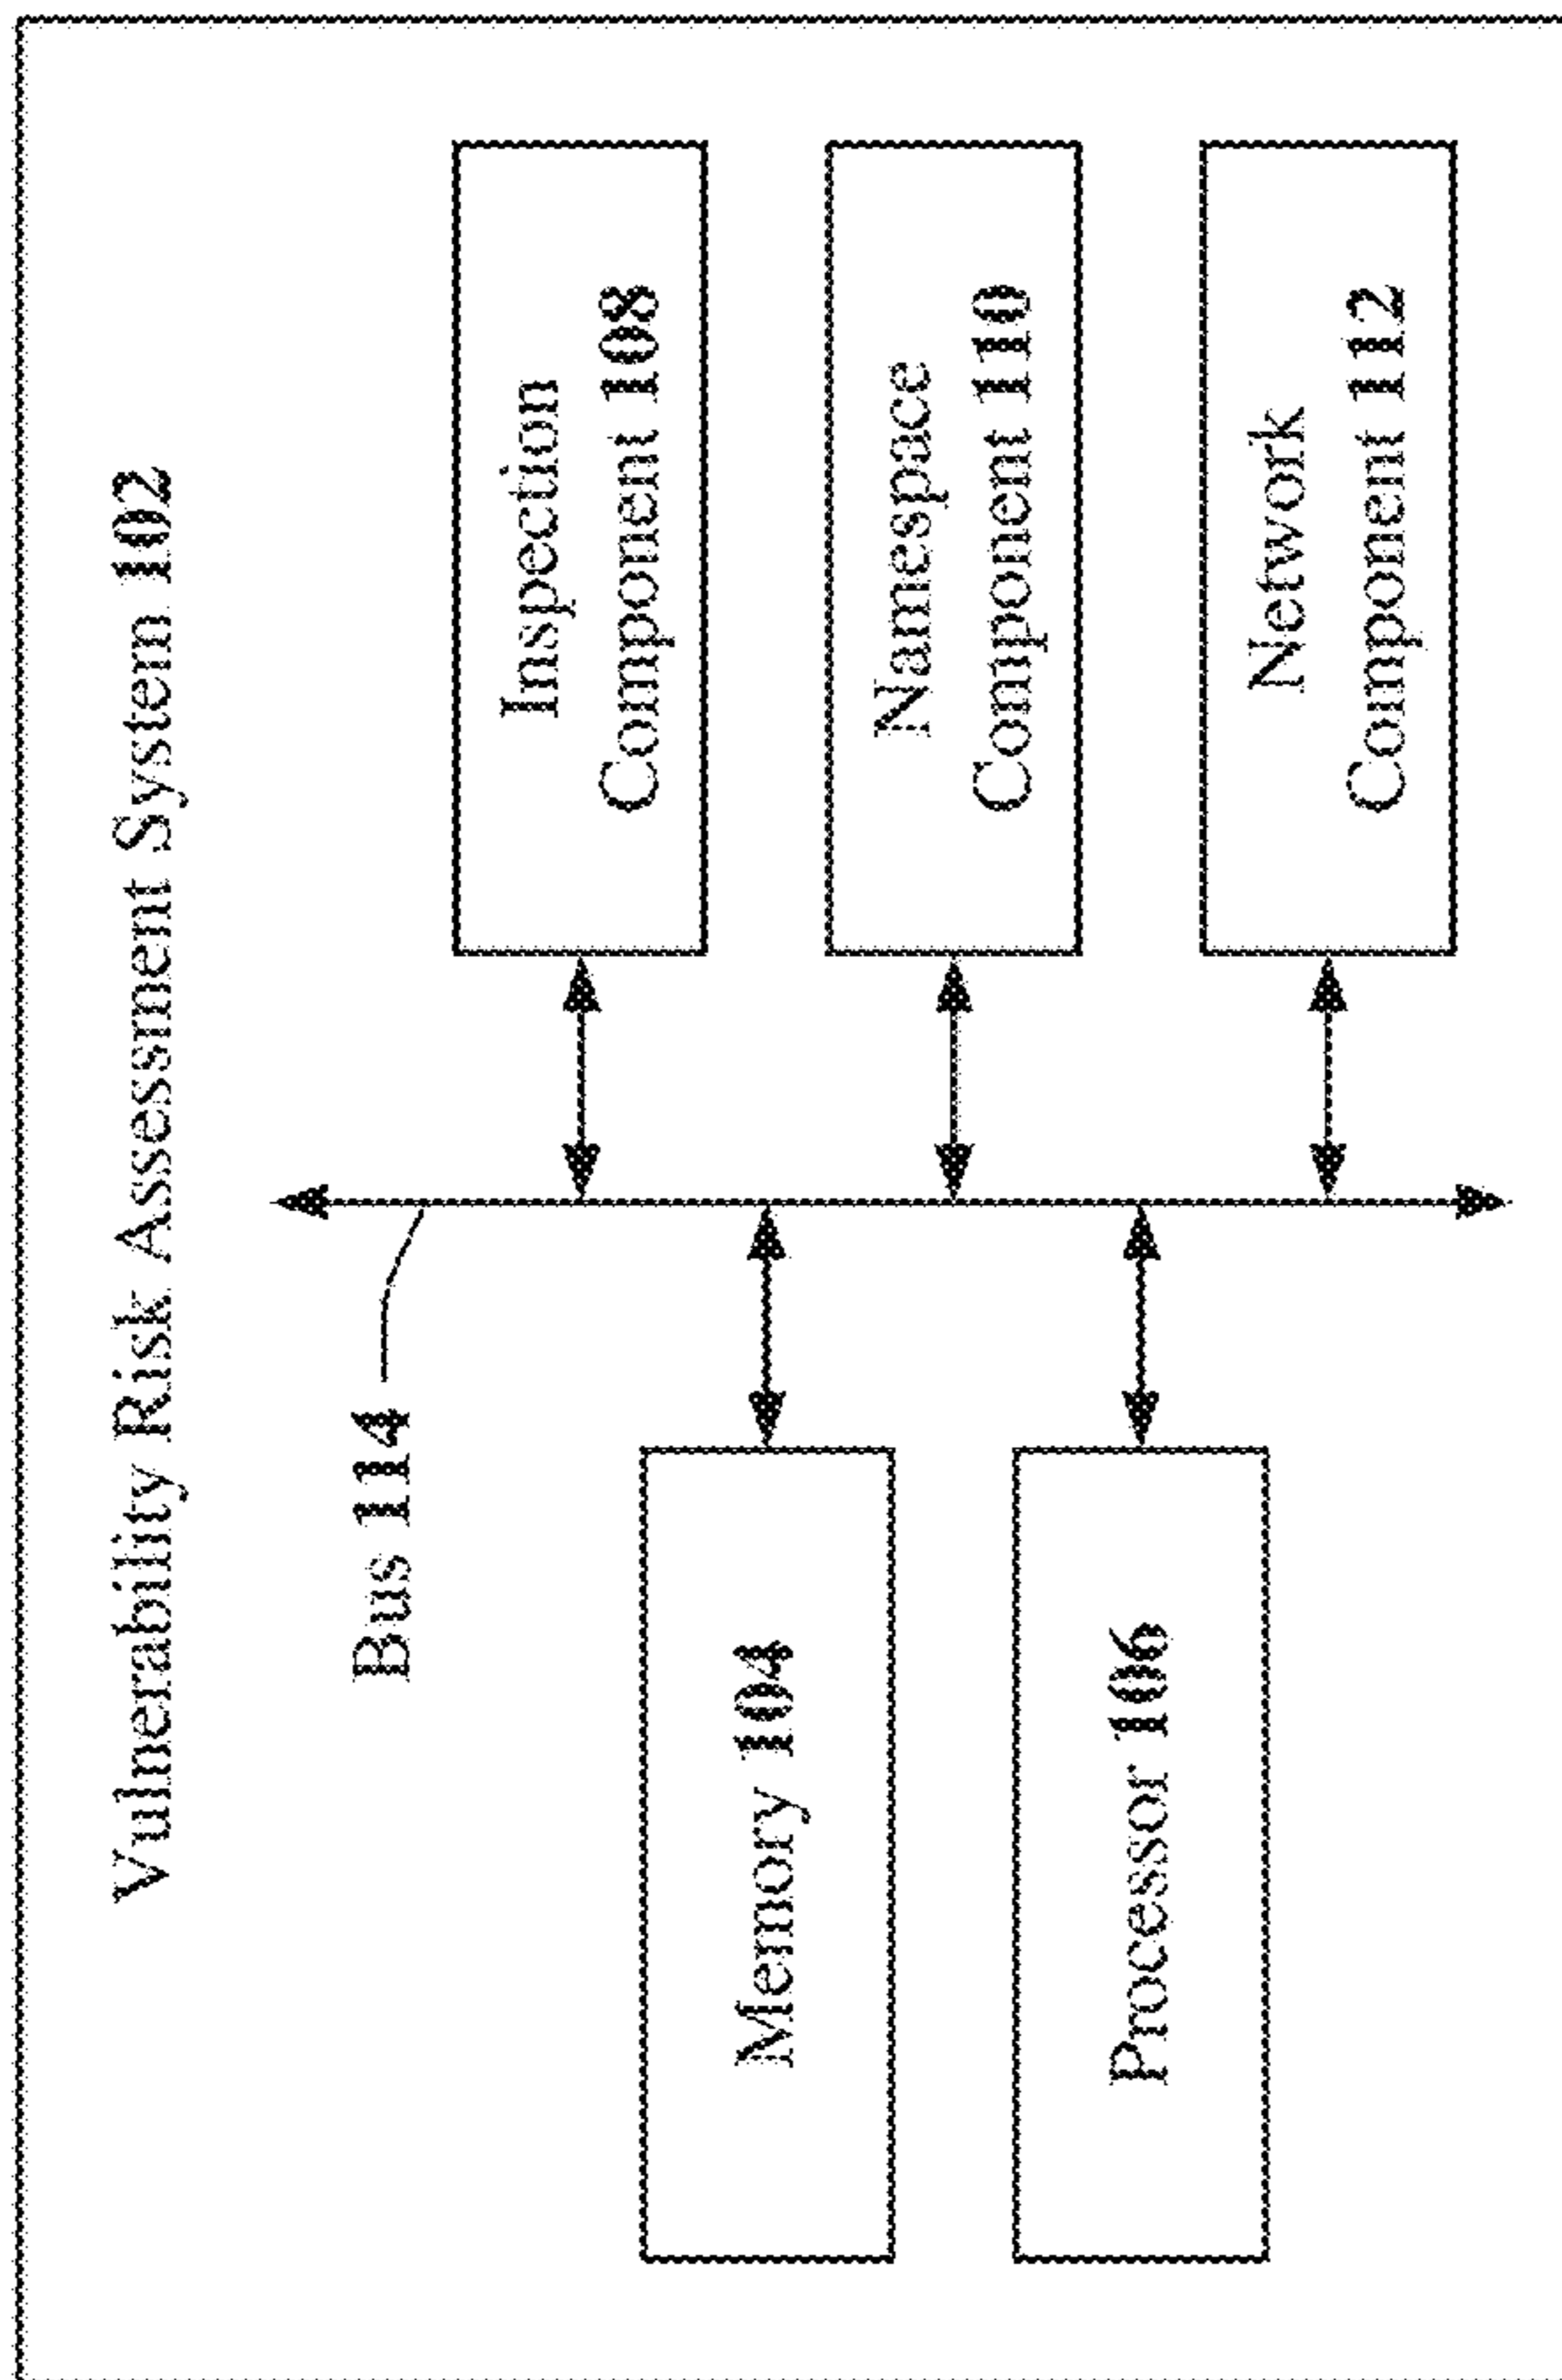 Vulnerability Risk Assessment System 102
Bus 114
Memory 104
Processor 106
Inspection
Component 108
Namespace
Component 110
Network
Component 112